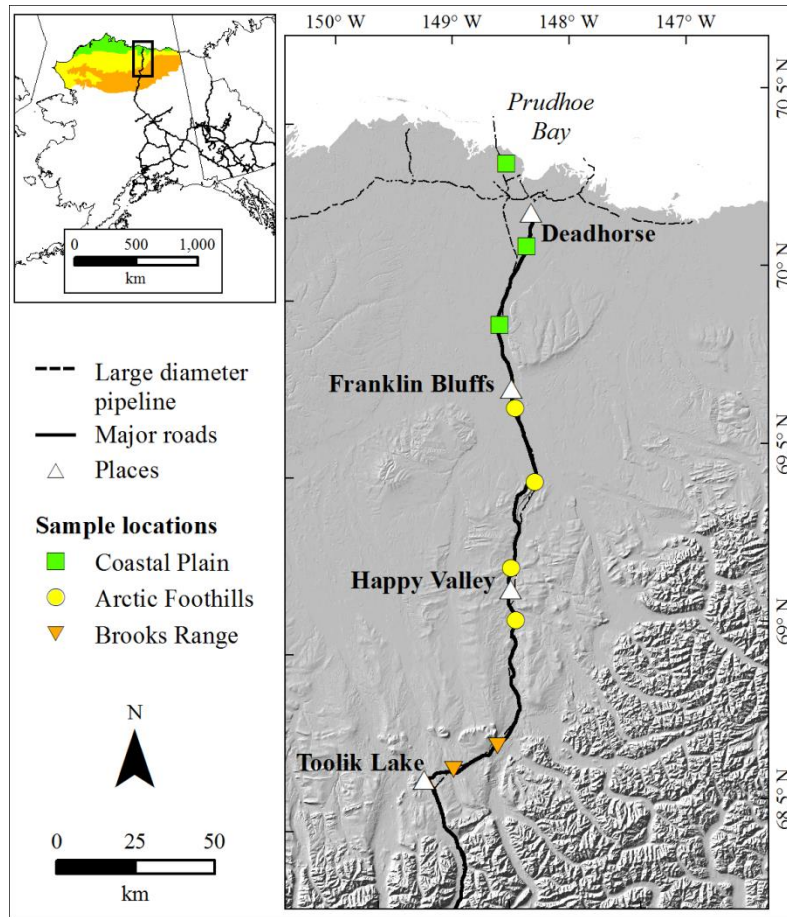 150° W
149° W
148° W
147° W
0 500 1,000
km
Large diameter
pipeline
Major roads
Places
Sample locations
Coastal Plain
Arctic Foothills
Brooks Range
N
0 25 50
km
Prudhoe
Bay
Deadhorse
Franklin Bluffs
Happy Valley
Toolik Lake
70.5° N
70° N
69.5° N
69° N
68.5° N